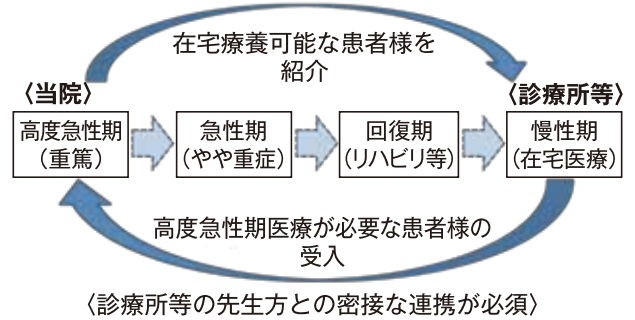 在宅療養可能な患者様を
紹介
〈当院〉
〈診療所等〉
高度急性期
(重篤)
急性期
(やや重症)
回復期
(リハビリ等)
慢性期
(在宅医療)
高度急性期医療が必要な患者様の
受入
〈診療所等の先生方との密接な連携が必須〉